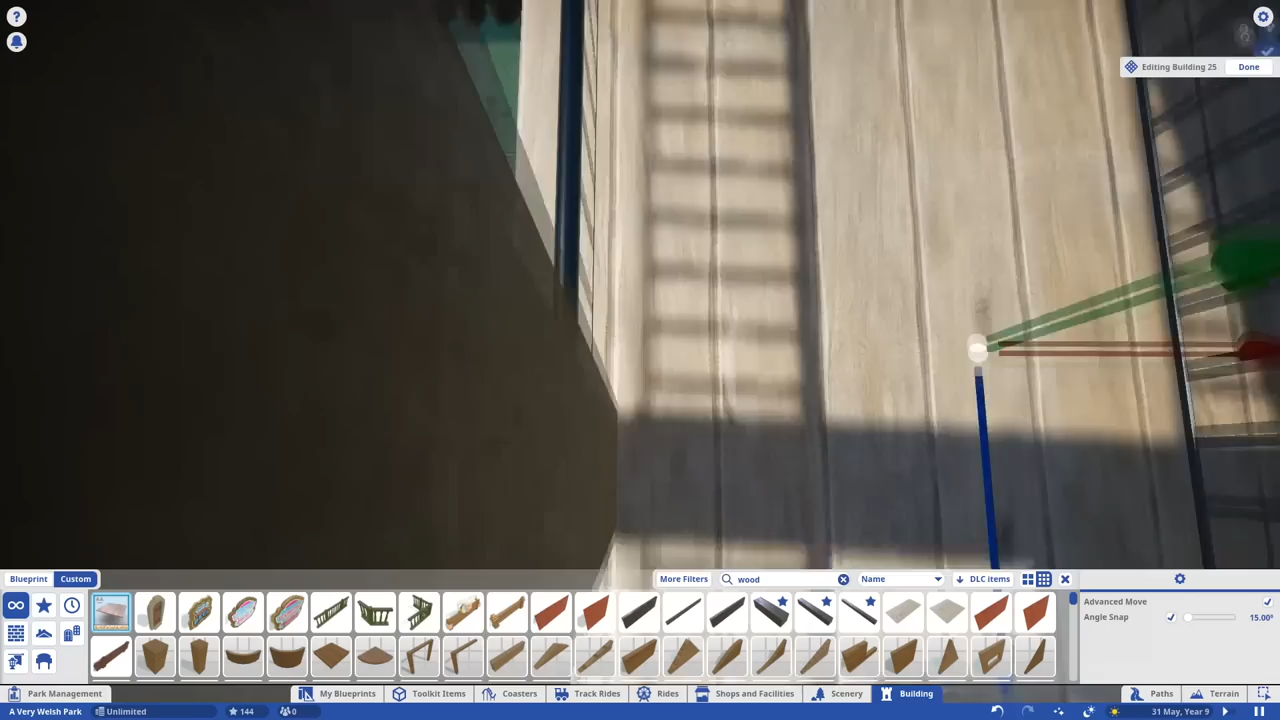 Editing Building 25
Done
Blueprint
Custom
More Filters
wood
Name
DLC items
Advanced Move
Angle Snap
15.00°
Park Management
My Blueprints
Toolkit Items
Coasters
Track Rides
Rides
Shops and Facilities
Scenery
Building
Paths
Terrain
A Very Welsh Park
Unlimited
144
0
31 May, Year 9